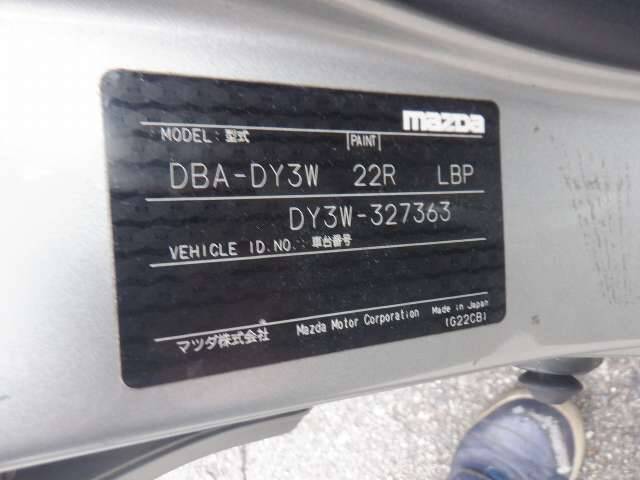 mazda
MODEL: 型式 [PAINT]
DBA-DY3W 22R LBP
DY3W-327363
VEHICLE ID.NO.: 車台番号
マツダ株式会社 Mazda Motor Corporation Made in Japan
(G22CB)